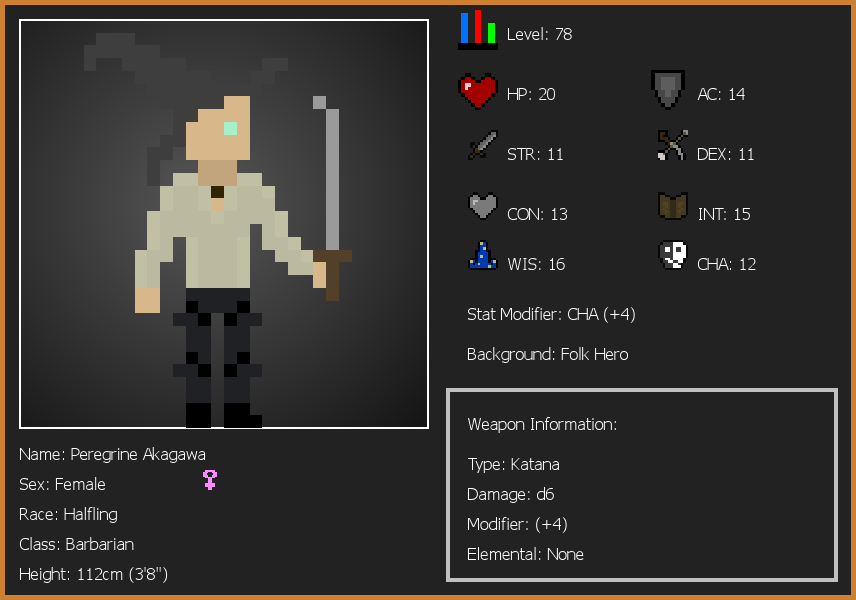 Level: 78
HP: 20
AC: 14
STR: 11
DEX: 11
CON: 13
INT: 15
WIS: 16
CHA: 12
Stat Modifier: CHA (+4)
Background: Folk Hero
Weapon Information:
Type: Katana
Damage: d6
Modifier: (+4)
Elemental: None
Name: Peregrine Akagawa
Sex: Female
Race: Halfling
Class: Barbarian
Height: 112cm (3'8")